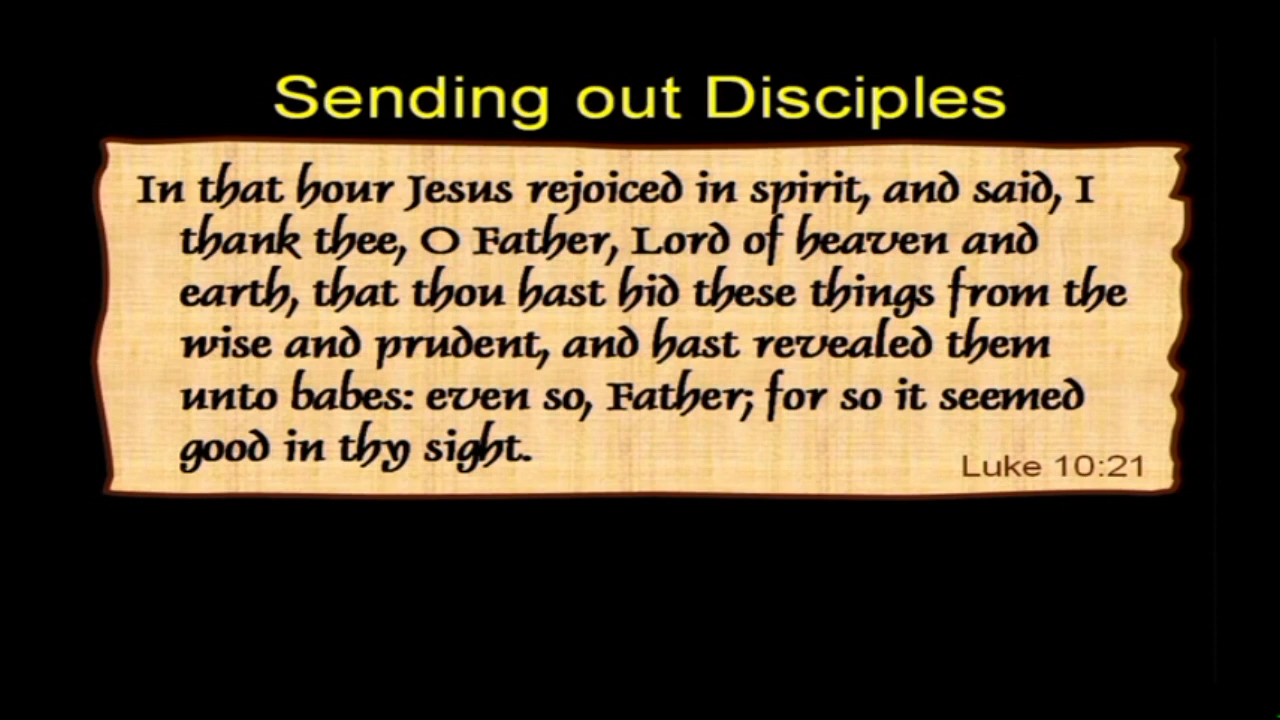 Sending out Disciples
In that hour Jesus rejoiced in spirit, and said, I
thank thee, O Father, Lord of heaven and
earth, that thou hast hid these things from the
wise and prudent, and hast revealed them
unto babes: even so, Father; for so it seemed
good in thy sight.
Luke 10:21